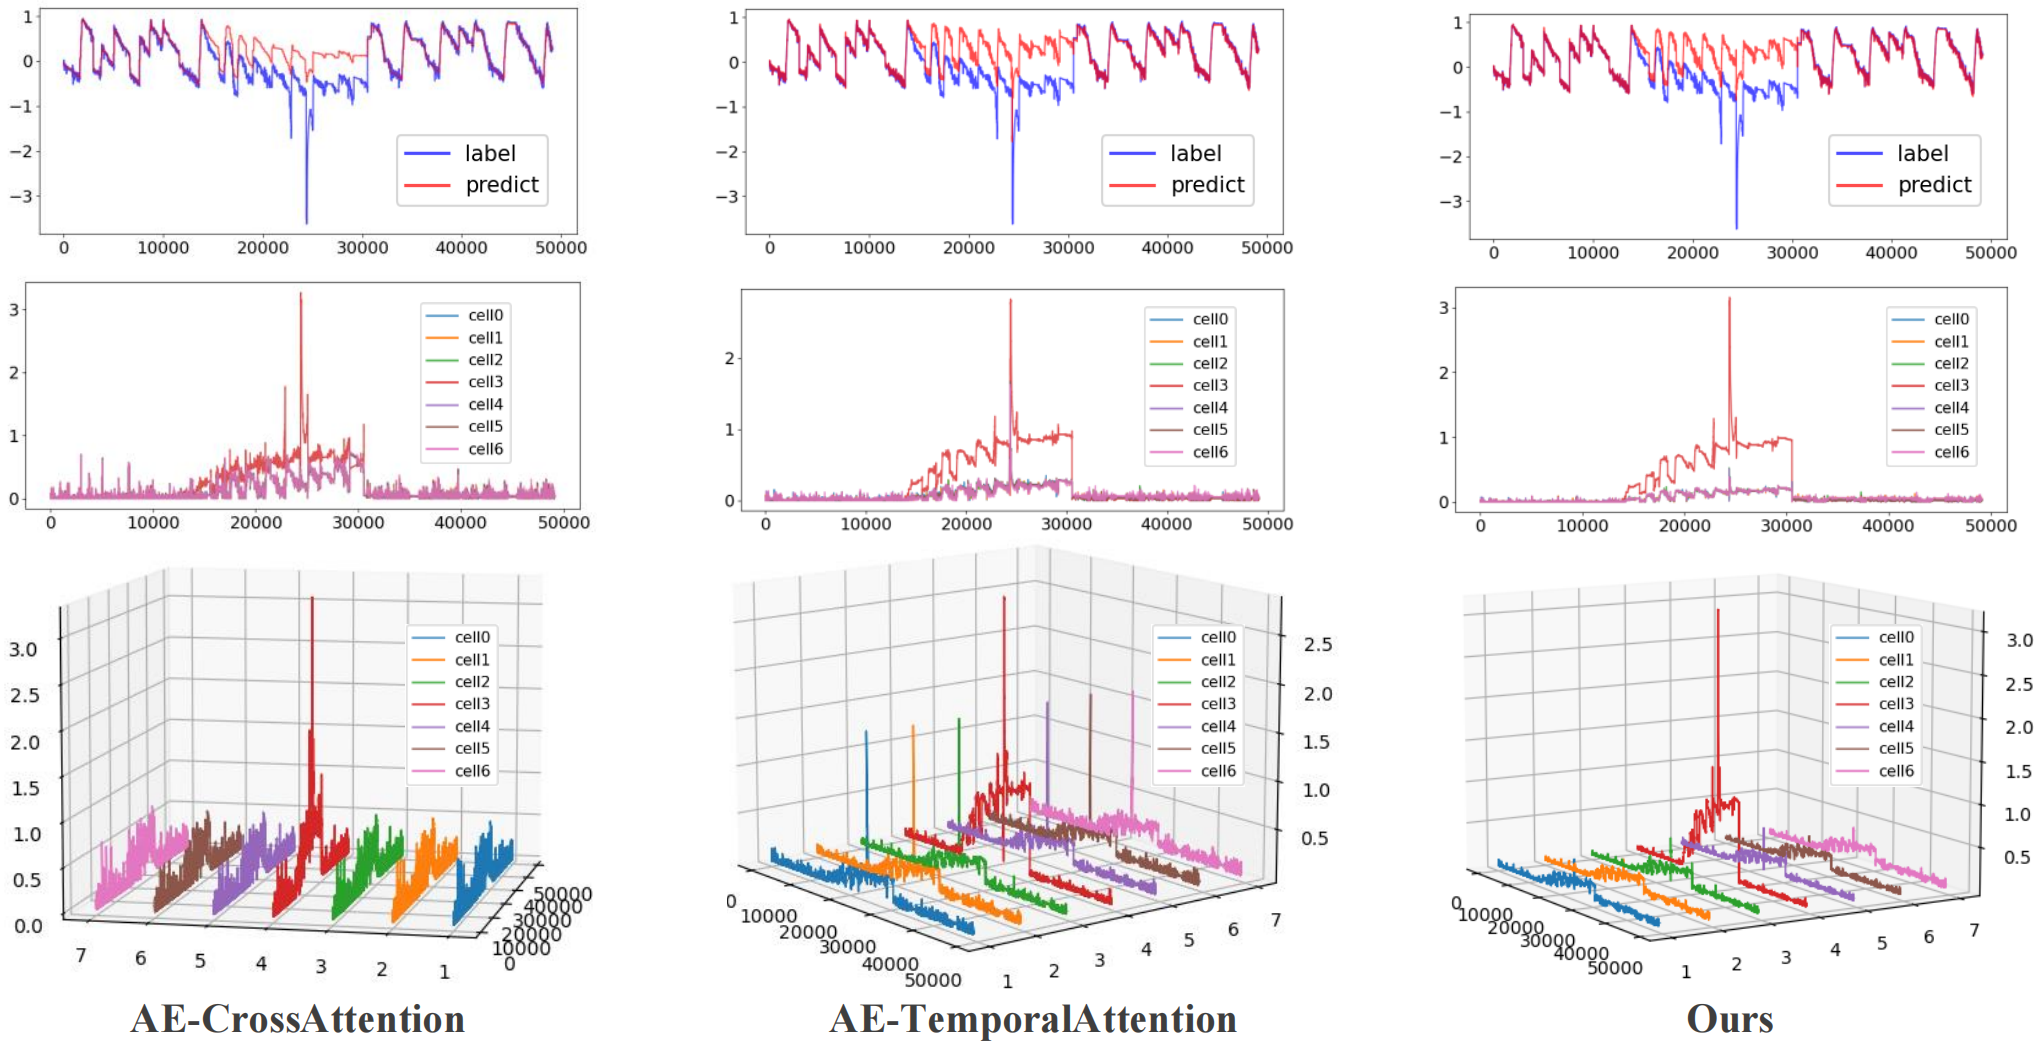 1
0
−1
−2
−3
label
predict
0 10000 20000 30000 40000 50000
1
0
−1
−2
−3
label
predict
0 10000 20000 30000 40000 50000
1
0
−1
−2
−3
label
predict
0 10000 20000 30000 40000 50000
3
2
1
0
cell0
cell1
cell2
cell3
cell4
cell5
cell6
0 10000 20000 30000 40000 50000
2
1
0
cell0
cell1
cell2
cell3
cell4
cell5
cell6
0 10000 20000 30000 40000 50000
3
2
1
0
cell0
cell1
cell2
cell3
cell4
cell5
cell6
0 10000 20000 30000 40000 50000
3.0
2.5
2.0
1.5
1.0
0.5
0.0
cell0
cell1
cell2
cell3
cell4
cell5
cell6
7 6 5 4 3 2 1
50000
40000
30000
20000
10000
0
cell0
cell1
cell2
cell3
cell4
cell5
cell6
2.5
2.0
1.5
1.0
0.5
0
10000
20000
30000
40000
50000
1 2 3 4 5 6 7
cell0
cell1
cell2
cell3
cell4
cell5
cell6
3.0
2.5
2.0
1.5
1.0
0.5
0
10000
20000
30000
40000
50000
1 2 3 4 5 6 7
AE-CrossAttention
AE-TemporalAttention
Ours